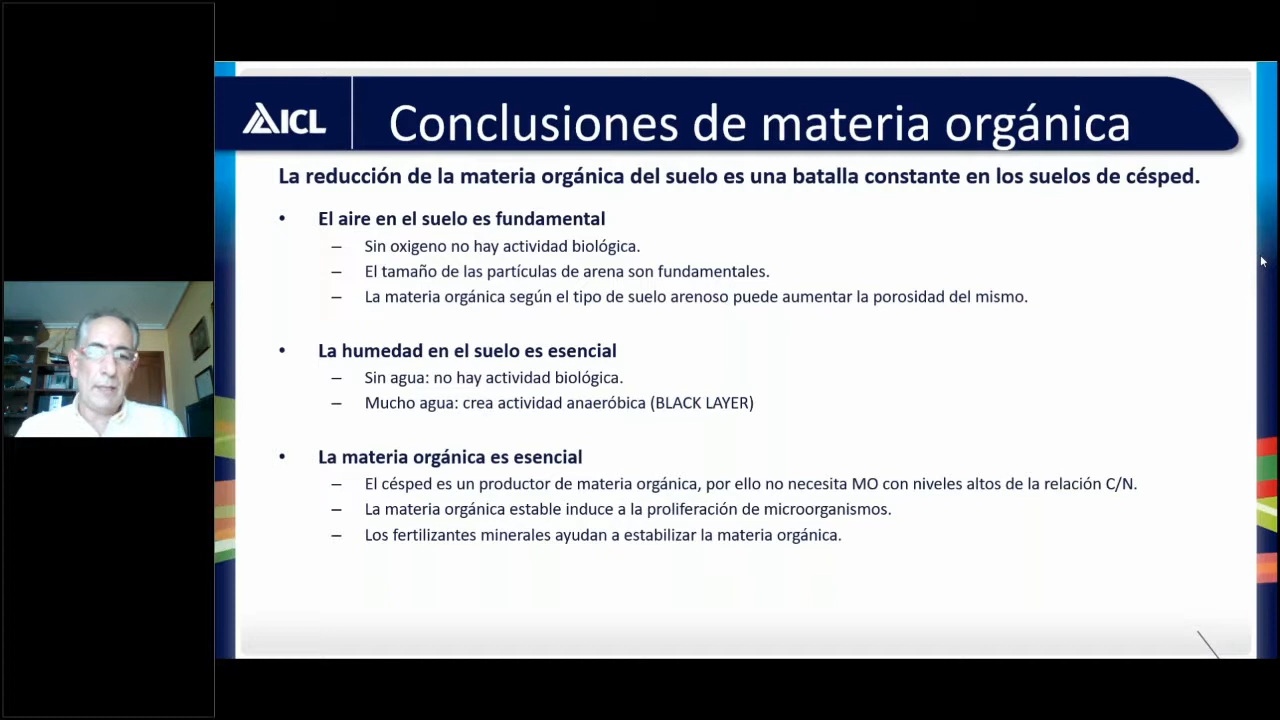 ICL
Conclusiones de materia orgánica
La reducción de la materia orgánica del suelo es una batalla constante en los suelos de césped.
• El aire en el suelo es fundamental
– Sin oxigeno no hay actividad biológica.
– El tamaño de las partículas de arena son fundamentales.
– La materia orgánica según el tipo de suelo arenoso puede aumentar la porosidad del mismo.
• La humedad en el suelo es esencial
– Sin agua: no hay actividad biológica.
– Mucho agua: crea actividad anaeróbica (BLACK LAYER)
• La materia orgánica es esencial
– El césped es un productor de materia orgánica, por ello no necesita MO con niveles altos de la relación C/N.
– La materia orgánica estable induce a la proliferación de microorganismos.
– Los fertilizantes minerales ayudan a estabilizar la materia orgánica.